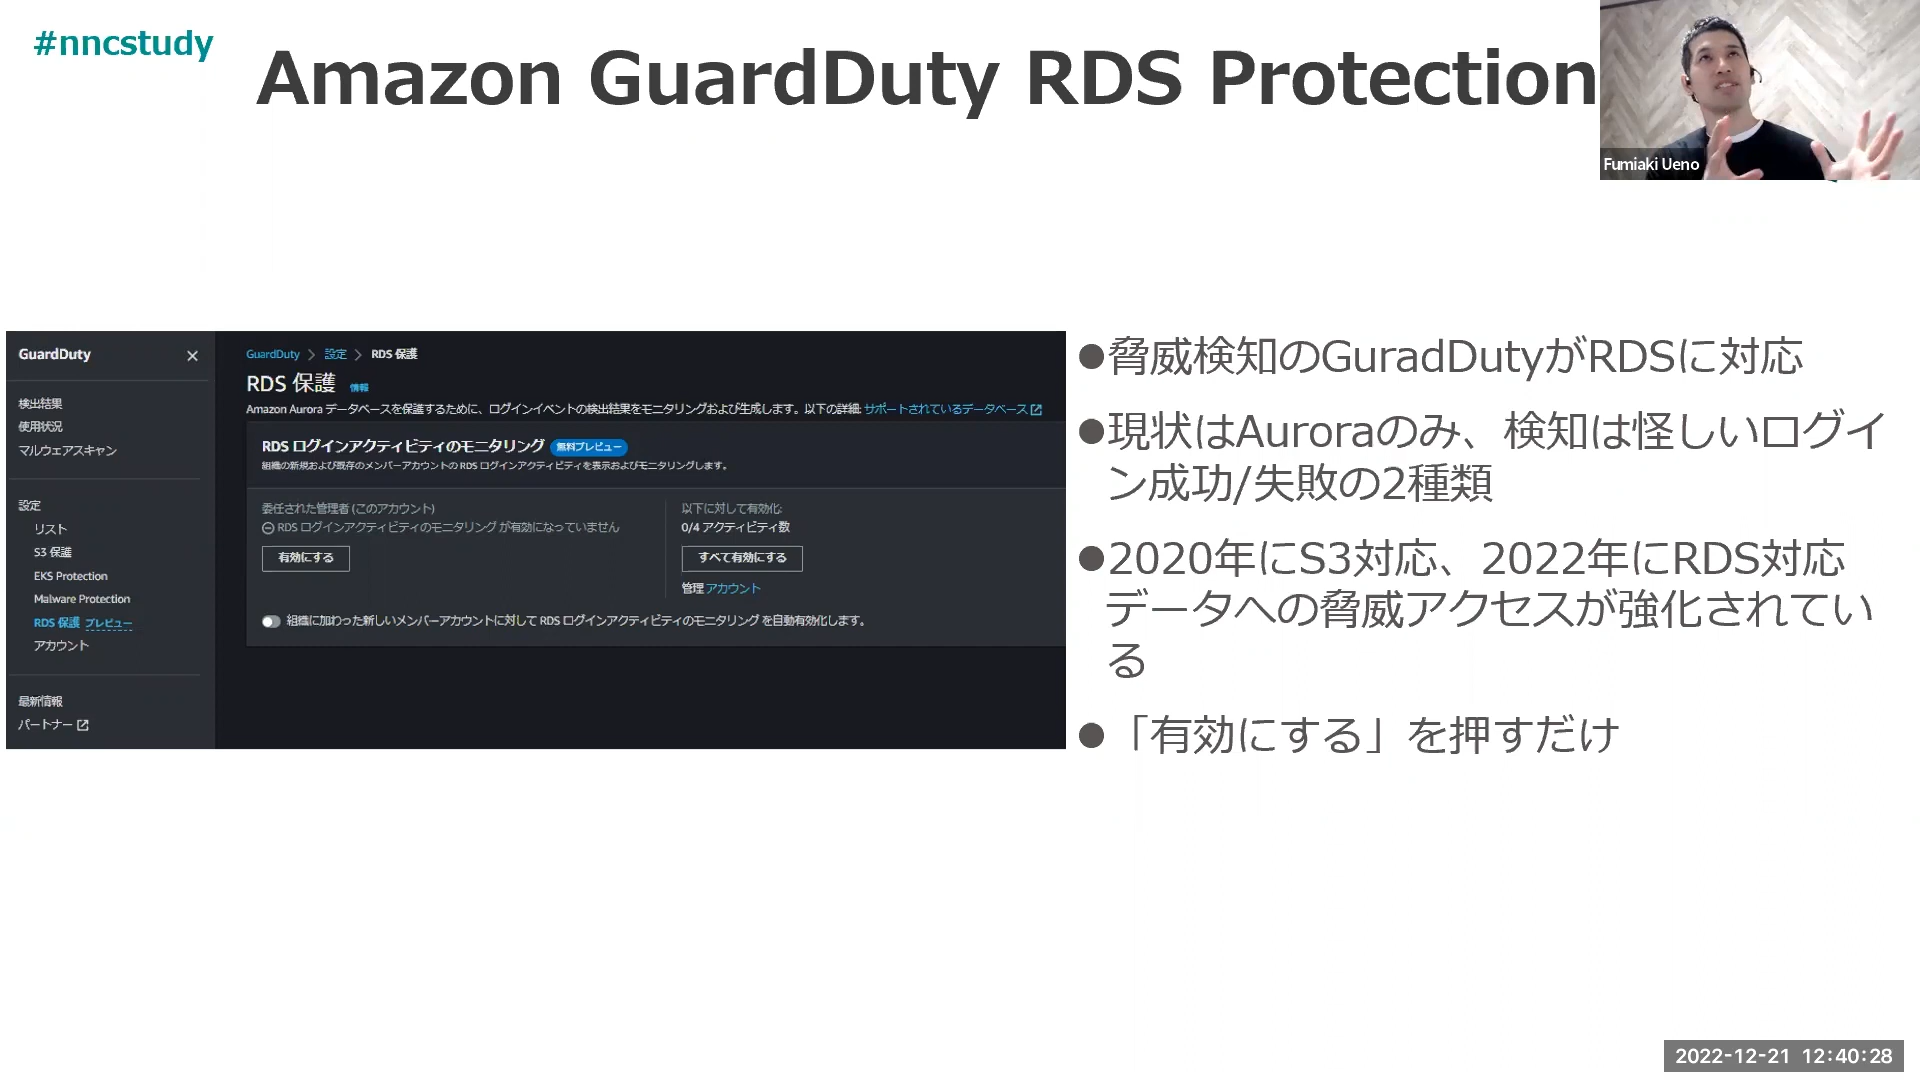 #nncstudy
Amazon GuardDuty RDS Protection
Fumiaki Ueno
GuardDuty
検出結果
使用状況
マルウェアスキャン
設定
リスト
S3 保護
EKS Protection
Malware Protection
RDS 保護 プレビュー
アカウント
最新情報
パートナー
GuardDuty 設定 RDS 保護
RDS 保護 情報
Amazon Aurora データベースを保護するために、ログインイベントの検出結果をモニタリングおよび生成します。以下の詳細: サポートされているデータベース
RDS ログインアクティビティのモニタリング 無料プレビュー
組織の新規および既存のメンバーアカウントの RDS ログインアクティビティを表示およびモニタリングします。
委任された管理者 (このアカウント)
RDS ログインアクティビティのモニタリング が有効になっていません
有効にする
以下に対して有効化:
0/4 アクティビティ数
すべて有効にする
管理 アカウント
組織に加わった新しいメンバーアカウントに対して RDS ログインアクティビティのモニタリング を自動有効化します。
●脅威検知のGuradDutyがRDSに対応
●現状はAuroraのみ、検知は怪しいログイ
ン成功/失敗の2種類
●2020年にS3対応、2022年にRDS対応
データへの脅威アクセスが強化されてい
る
●「有効にする」を押すだけ
2022-12-21 12:40:28